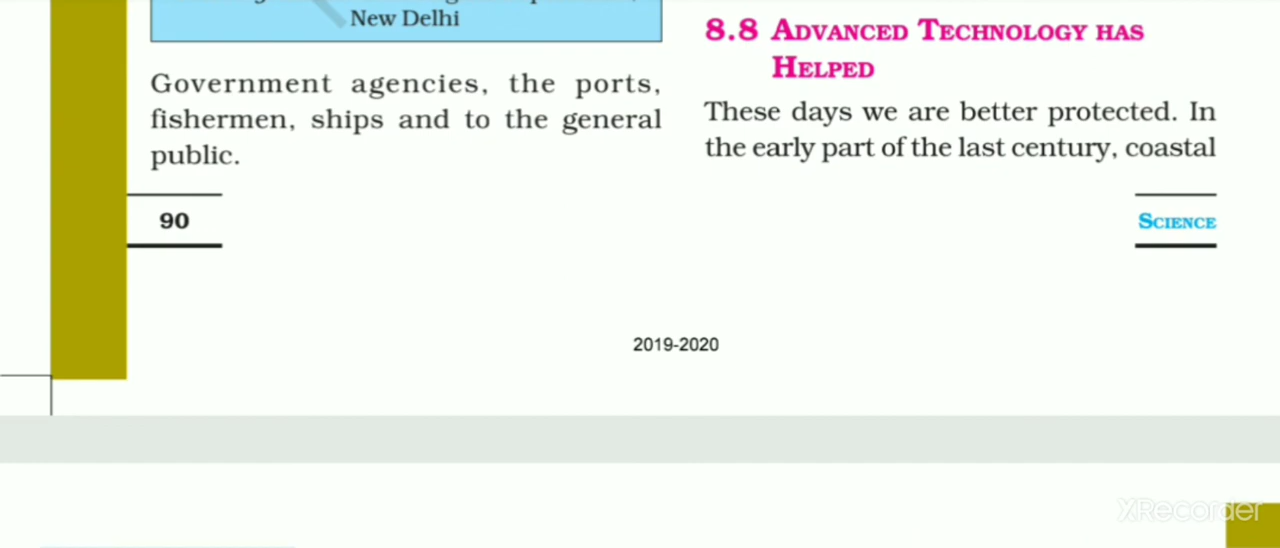 New Delhi
Government agencies, the ports,
fishermen, ships and to the general
public.
90
8.8 ADVANCED TECHNOLOGY HAS
HELPED
These days we are better protected. In
the early part of the last century, coastal
SCIENCE
2019-2020
XRecorder